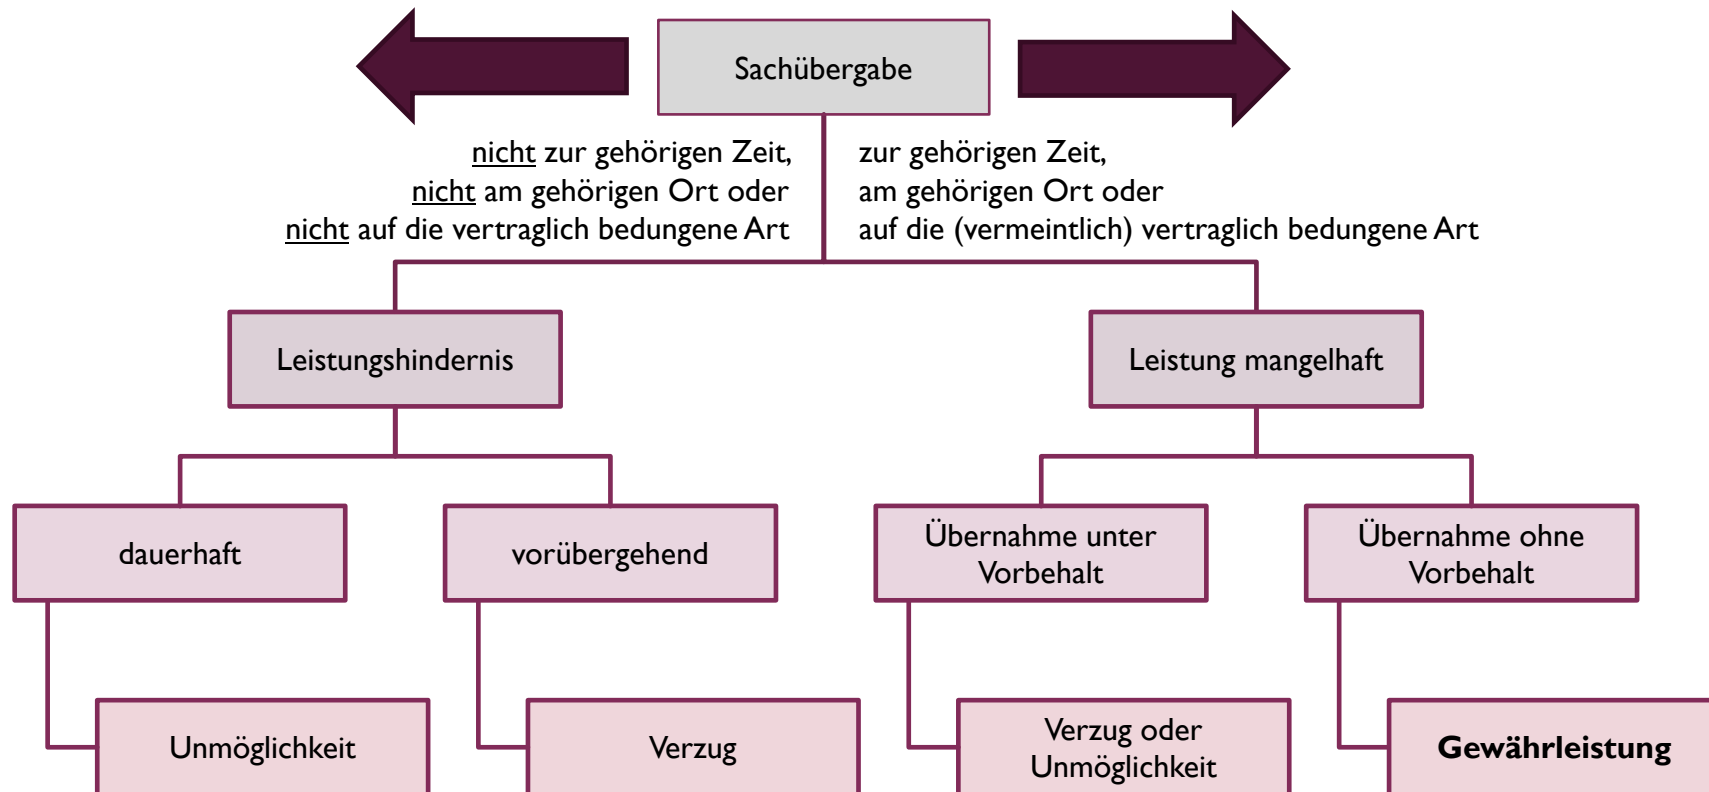 Sachübergabe
nicht zur gehörigen Zeit,
nicht am gehörigen Ort oder
nicht auf die vertraglich bedungene Art
zur gehörigen Zeit,
am gehörigen Ort oder
auf die (vermeintlich) vertraglich bedungene Art
Leistungshindernis
Leistung mangelhaft
dauerhaft
vorübergehend
Übernahme unter
Vorbehalt
Übernahme ohne
Vorbehalt
Unmöglichkeit
Verzug
Verzug oder
Unmöglichkeit
Gewährleistung